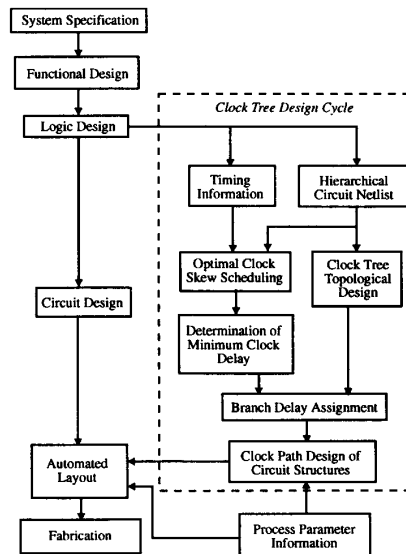 System Specification
Functional Design
Clock Tree Design Cycle
Logic Design
Timing
Information
Hierarchical
Circuit Netlist
Optimal Clock
Skew Scheduling
Clock Tree
Topological
Design
Circuit Design
Determination of
Minimum Clock
Delay
Branch Delay Assignment
Automated
Layout
Clock Path Design of
Circuit Structures
Fabrication
Process Parameter
Information